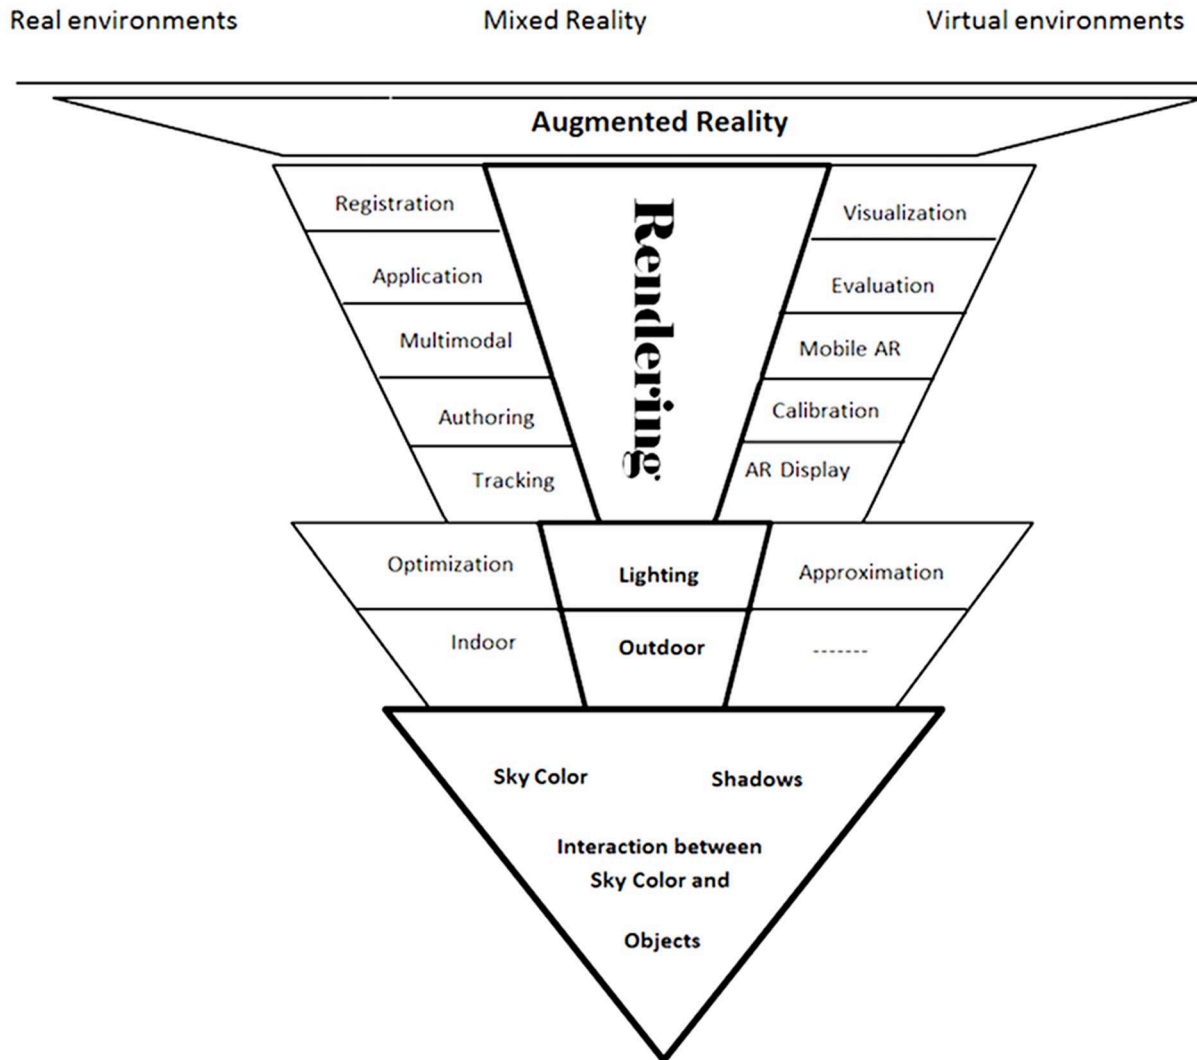 Real environments
Mixed Reality
Virtual environments
Augmented Reality
Registration
Application
Multimodal
Authoring
Tracking
Rendering
Visualization
Evaluation
Mobile AR
Calibration
AR Display
Optimization
Lighting
Approximation
Indoor
Outdoor
-------
Sky Color
Shadows
Interaction between
Sky Color and
Objects